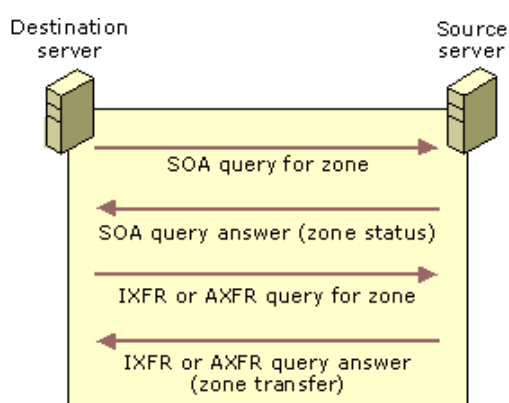 Destination
server
Source
server
SOA query for zone
SOA query answer (zone status)
IXFR or AXFR query for zone
IXFR or AXFR query answer
(zone transfer)